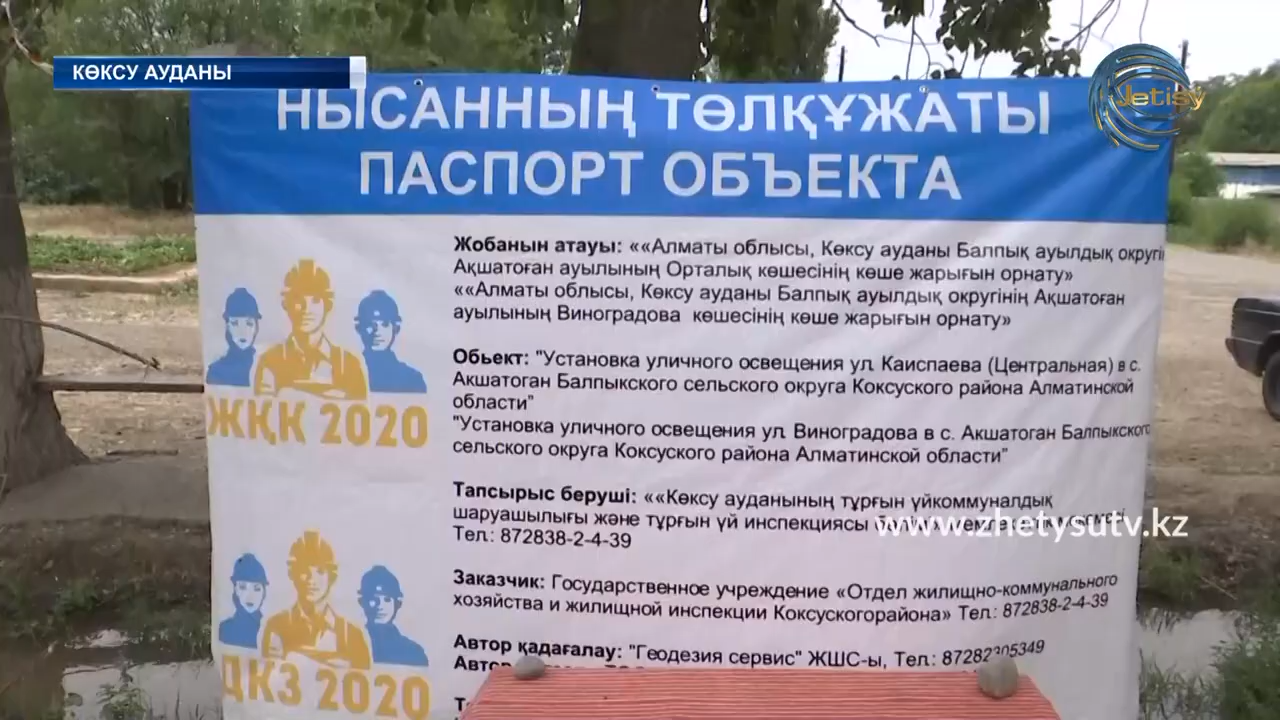 КӨКСУ АУДАНЫ
Jetisy
НЫСАННЫҢ ТӨЛҚҰЖАТЫ
ПАСПОРТ ОБЪЕКТА
Жобанын атауы: ««Алматы облысы, Көксу ауданы Балпық ауылдық округі
Ақшатоған ауылының Орталық көшесінің көше жарығын орнату»
««Алматы облысы, Көксу ауданы Балпық ауылдық округінің Ақшатоған
ауылының Виноградова көшесінің көше жарығын орнату»
Обьект: "Установка уличного освещения ул. Каиспаева (Центральная) в с.
Акшатоган Балпыкского сельского округа Коксуского района Алматинской
области”
"Установка уличного освещения ул. Виноградова в с. Акшатоган Балпыкского
сельского округа Коксуского района Алматинской области”
ЖҚК 2020
Тапсырыс беруші: ««Көксу ауданының тұрғын үйкоммуналдық
шаруашылығы және тұрғын үй инспекциясы
www.zhetysutv.kz
Тел.: 872838-2-4-39
Заказчик: Государственное учреждение «Отдел жилищно-коммунального
хозяйства и жилищной инспекции Коксускогорайона» Тел.: 872838-2-4-39
Автор қадағалау: "Геодезия сервис" ЖШС-ы, Тел.: 87282305349
ДКЗ 2020